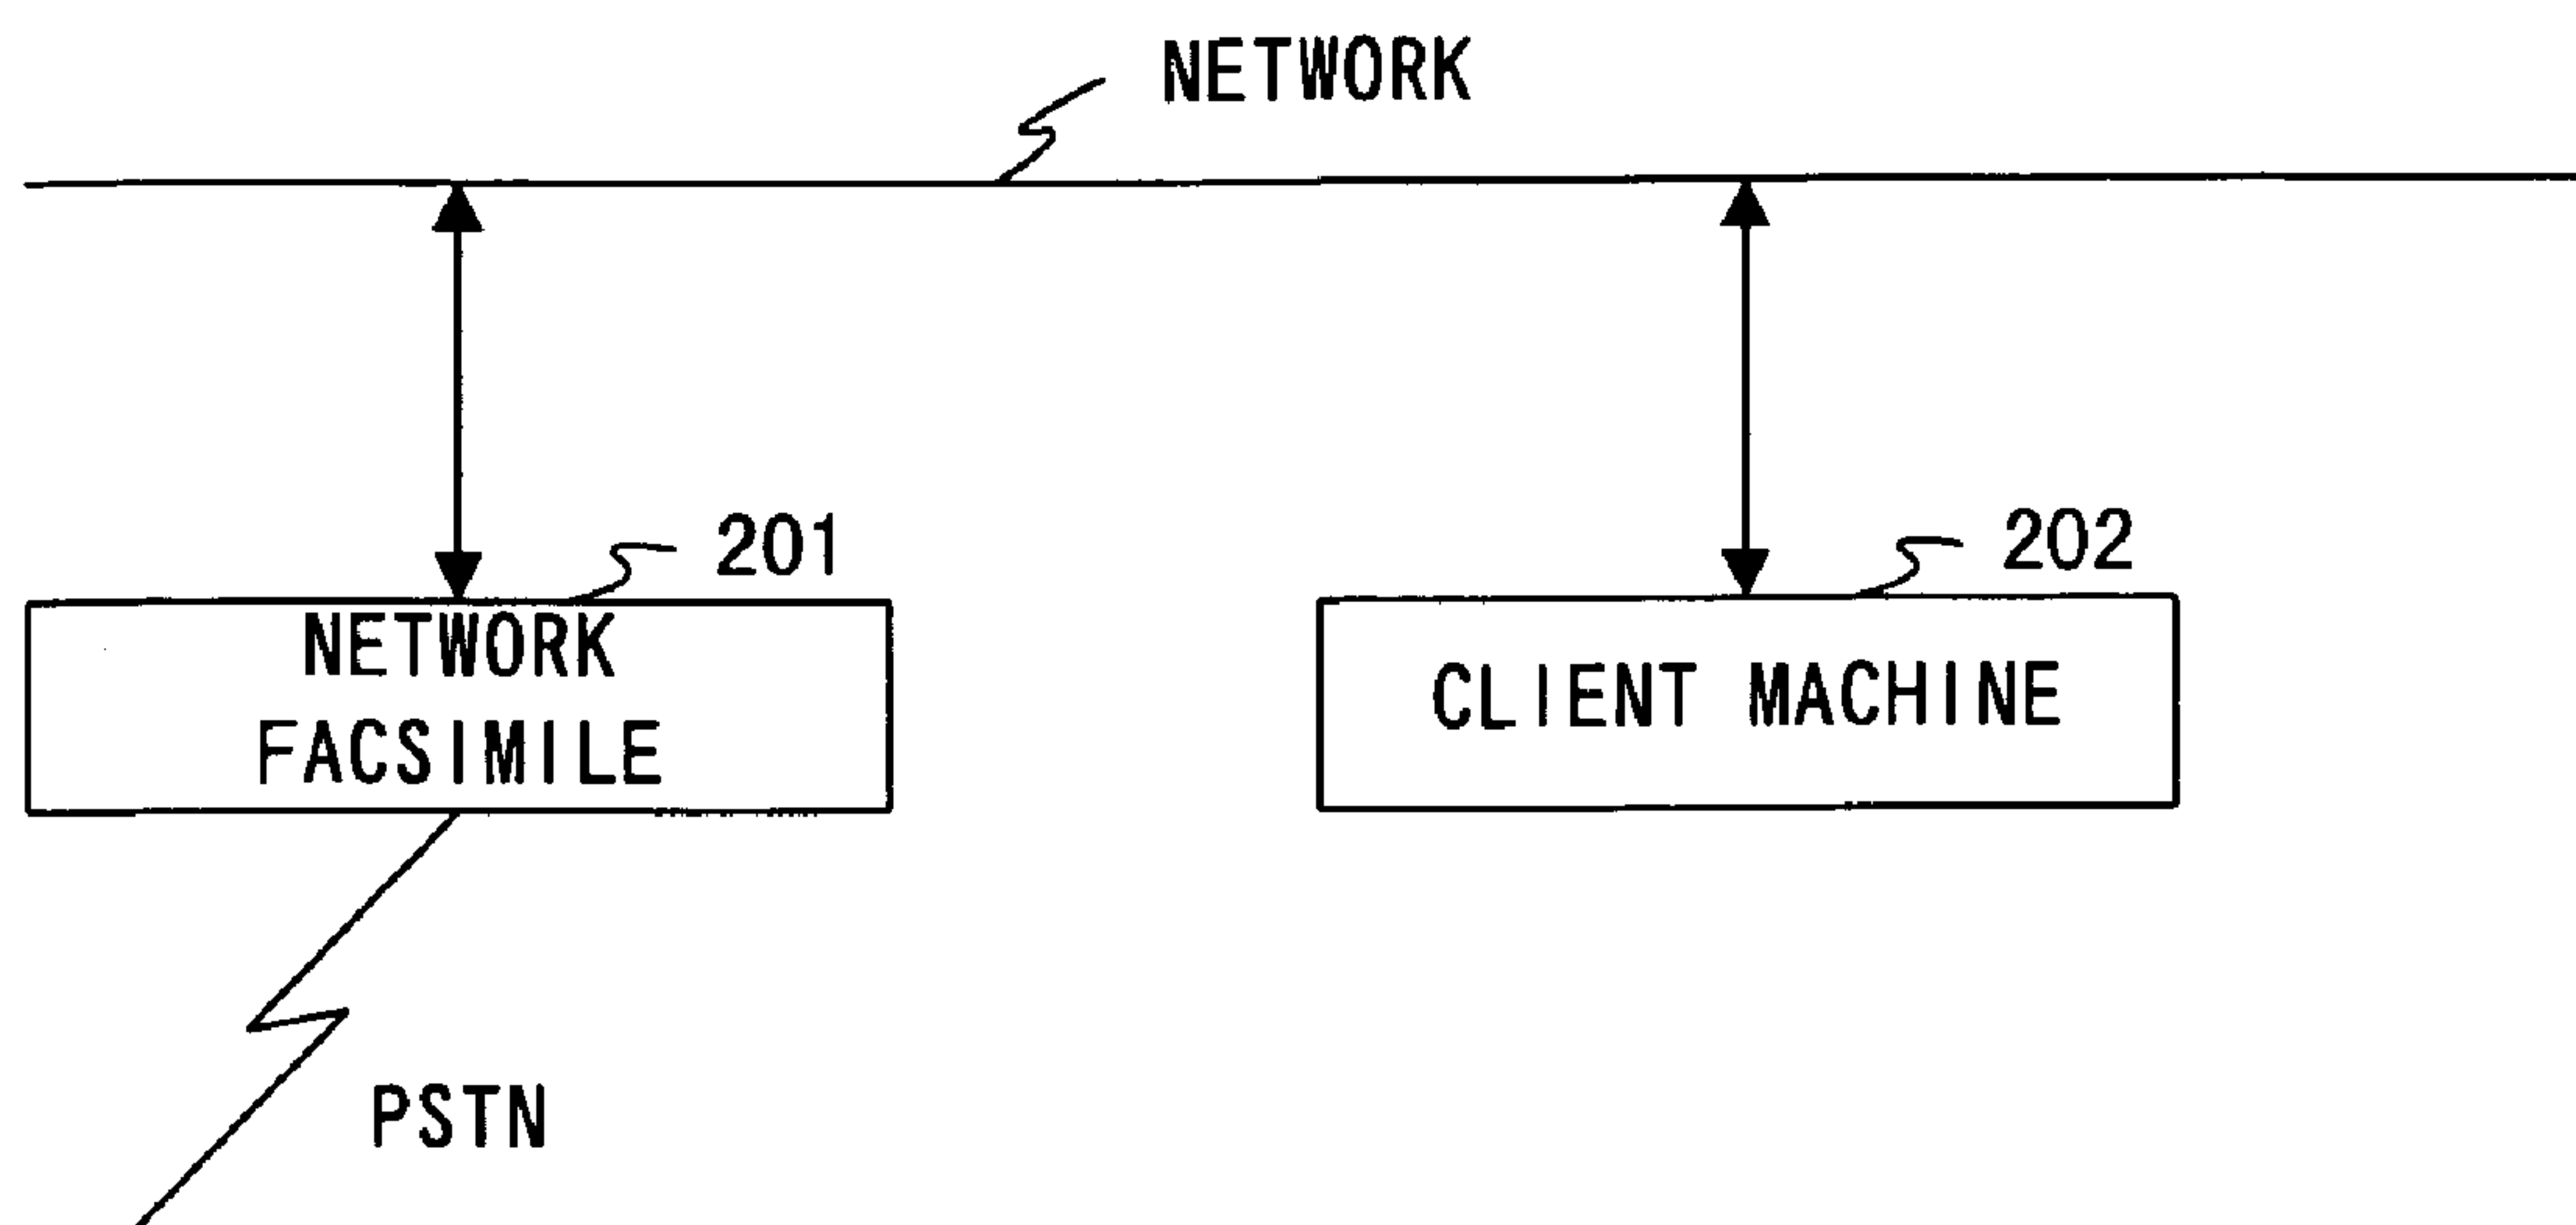 NETWORK
201
202
NETWORK
FACSIMILE
CLIENT MACHINE
PSTN